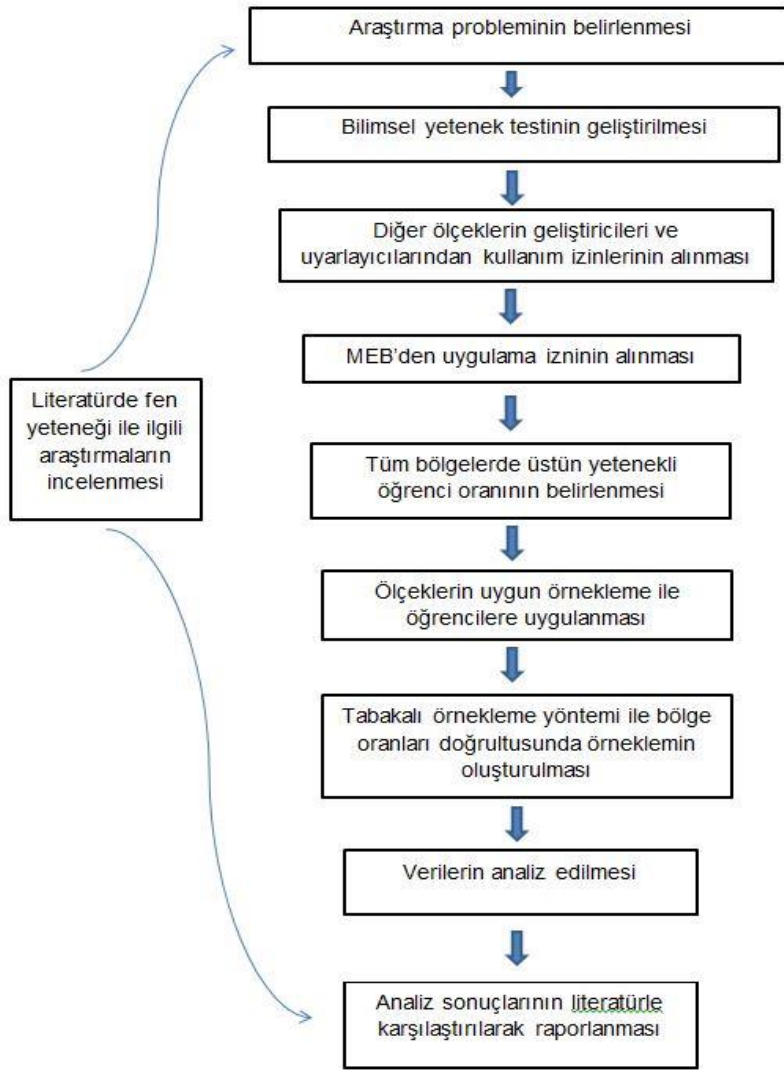 Araştırma probleminin belirlenmesi
Bilimsel yetenek testinin geliştirilmesi
Diğer ölçeklerin geliştiricileri ve
uyarlayıcılarından kullanım izinlerinin alınması
MEB'den uygulama izninin alınması
Literatürde fen
yeteneği ile ilgili
araştırmaların
incelenmesi
Tüm bölgelerde üstün yetenekli
öğrenci oranının belirlenmesi
Ölçeklerin uygun örnekleme ile
öğrencilere uygulanması
Tabakalı örnekleme yöntemi ile bölge
oranları doğrultusunda örneklemin
oluşturulması
Verilerin analiz edilmesi
Analiz sonuçlarının literatürle
karşılaştırılarak raporlanması